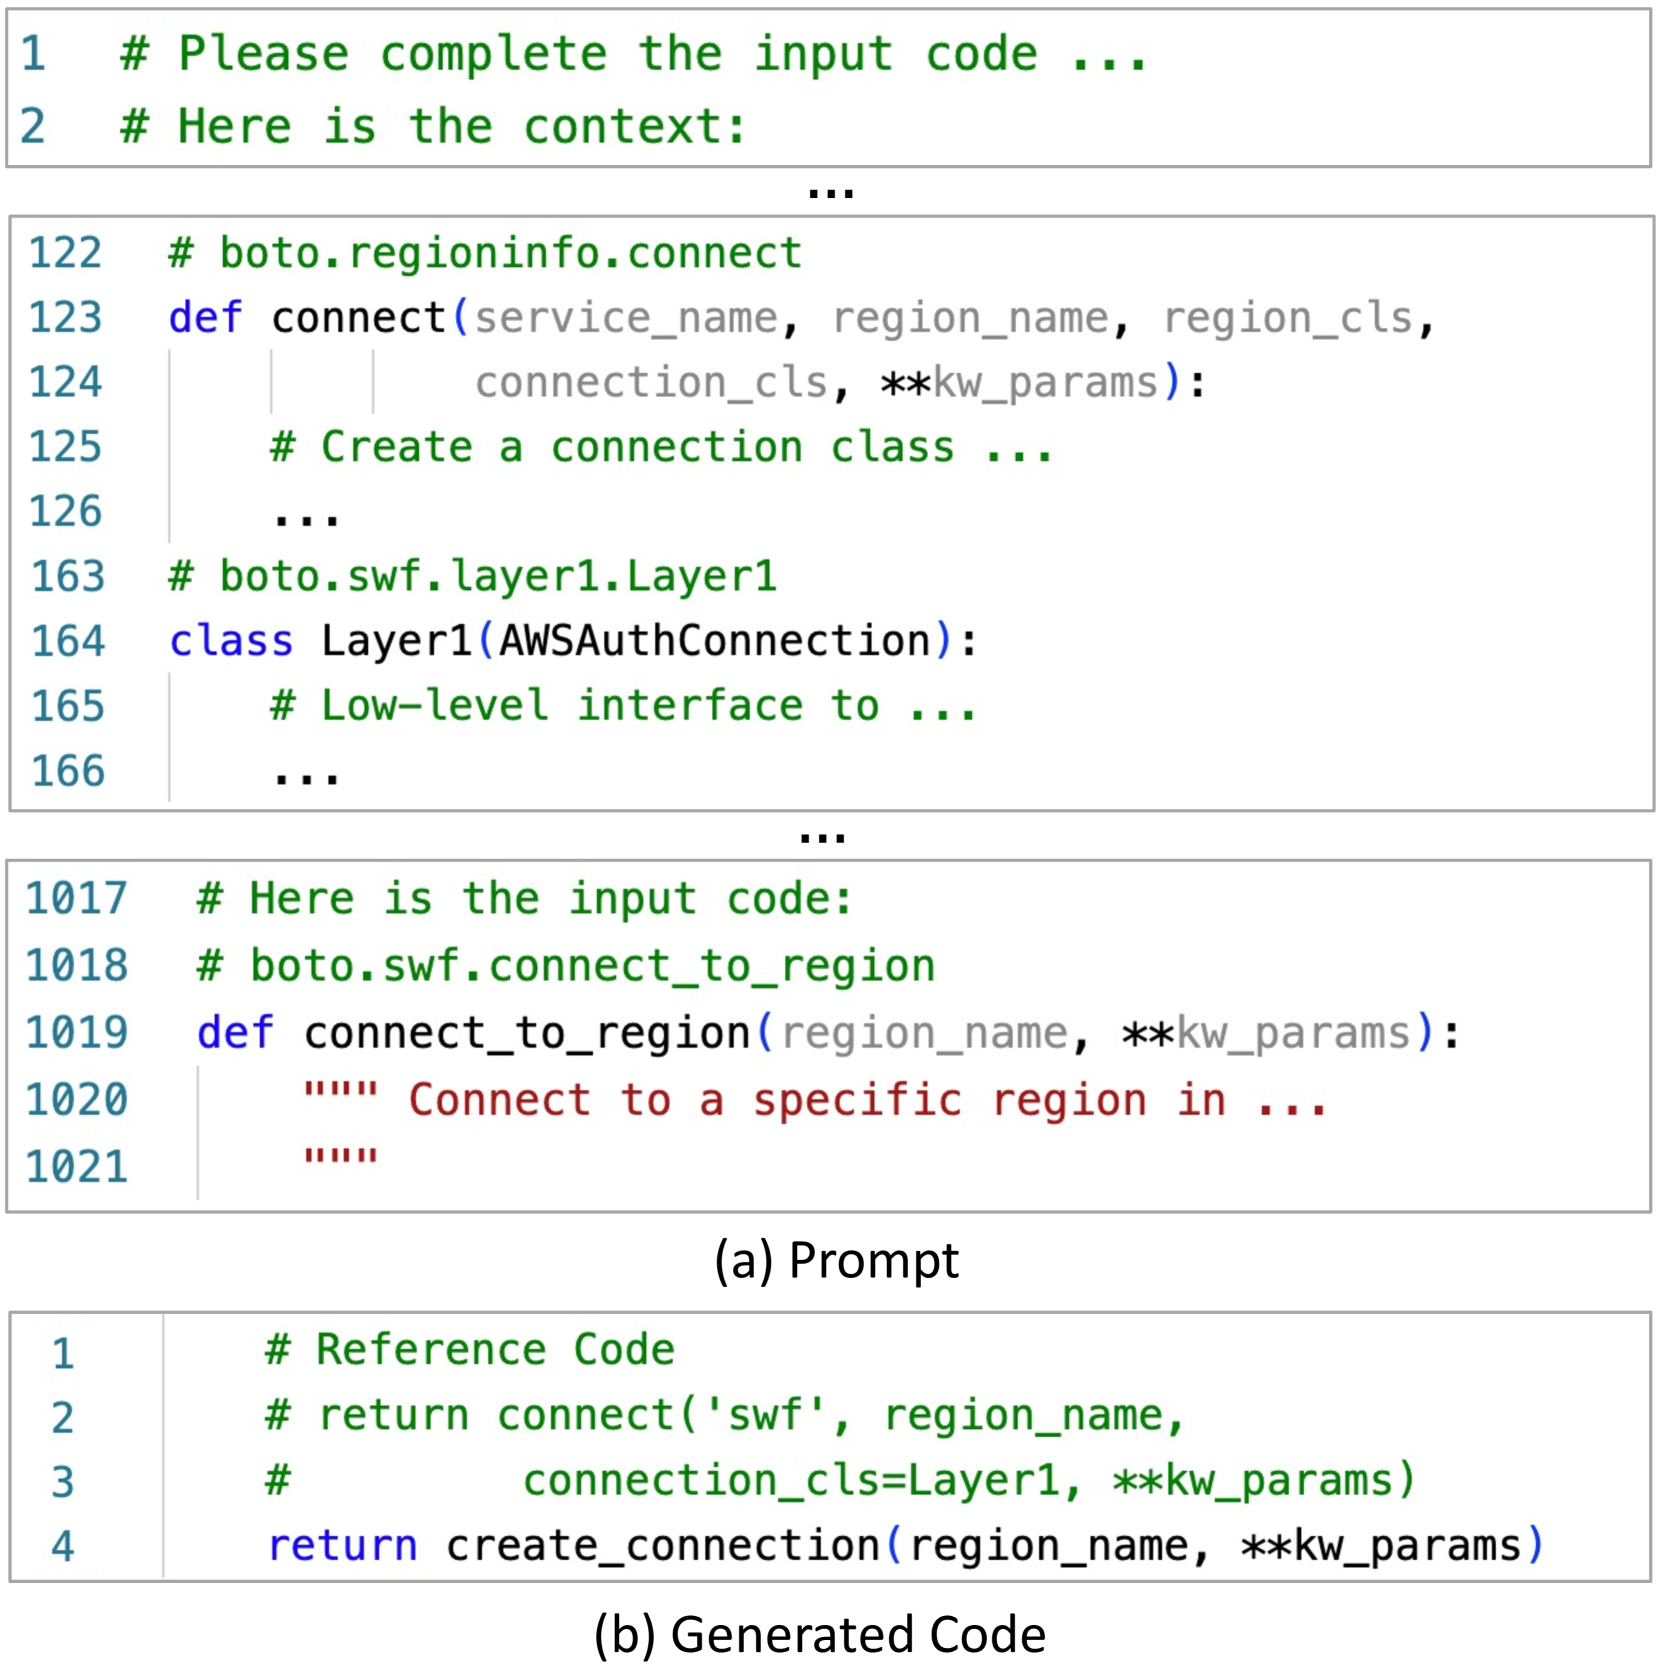 1 # Please complete the input code ...
2 # Here is the context:
...
122 # boto.regioninfo.connect
123 def connect(service_name, region_name, region_cls,
124 connection_cls, **kw_params):
125 # Create a connection class ...
126 ...
163 # boto.swf.layer1.Layer1
164 class Layer1(AWSAuthConnection):
165 # Low-level interface to ...
166 ...
...
1017 # Here is the input code:
1018 # boto.swf.connect_to_region
1019 def connect_to_region(region_name, **kw_params):
1020 """ Connect to a specific region in ...
1021 """
(a) Prompt
1 # Reference Code
2 # return connect('swf', region_name,
3 # connection_cls=Layer1, **kw_params)
4 return create_connection(region_name, **kw_params)
(b) Generated Code